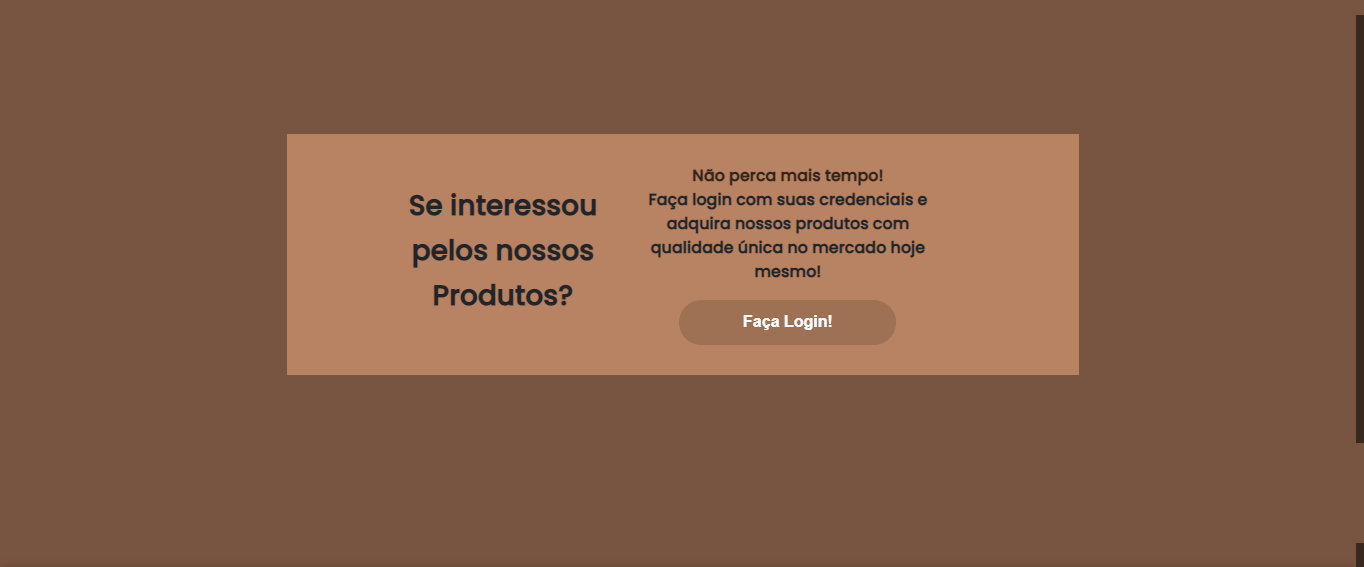 Se interessou
pelos nossos
Produtos?
Não perca mais tempo!
Faça login com suas credenciais e
adquira nossos produtos com
qualidade única no mercado hoje
mesmo!
Faça Login!